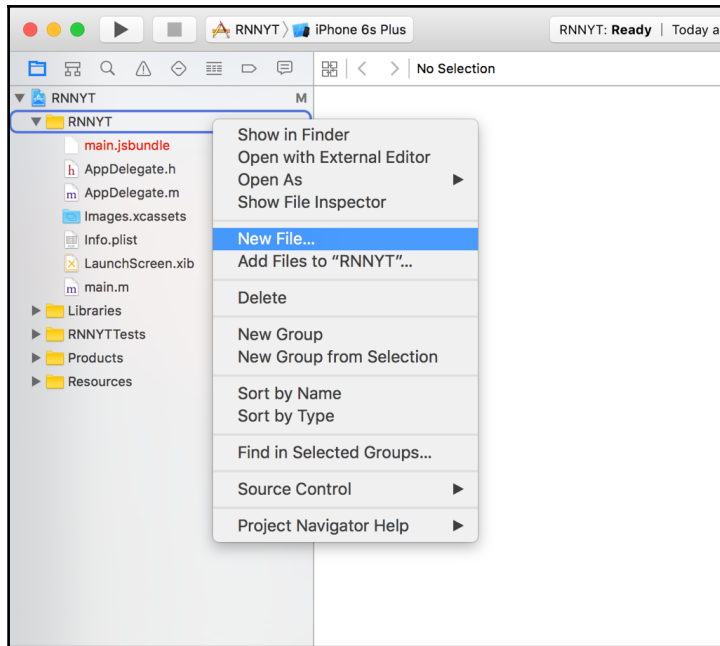 RNNYT iPhone 6s Plus RNNYT: Ready | Today a
No Selection
RNNYT M
RNNYT
main.jsbundle
h AppDelegate.h
m AppDelegate.m
Images.xcassets
Info.plist
LaunchScreen.xib
m main.m
Libraries
RNNYTTests
Products
Resources
Show in Finder
Open with External Editor
Open As
Show File Inspector
New File...
Add Files to “RNNYT”...
Delete
New Group
New Group from Selection
Sort by Name
Sort by Type
Find in Selected Groups...
Source Control
Project Navigator Help